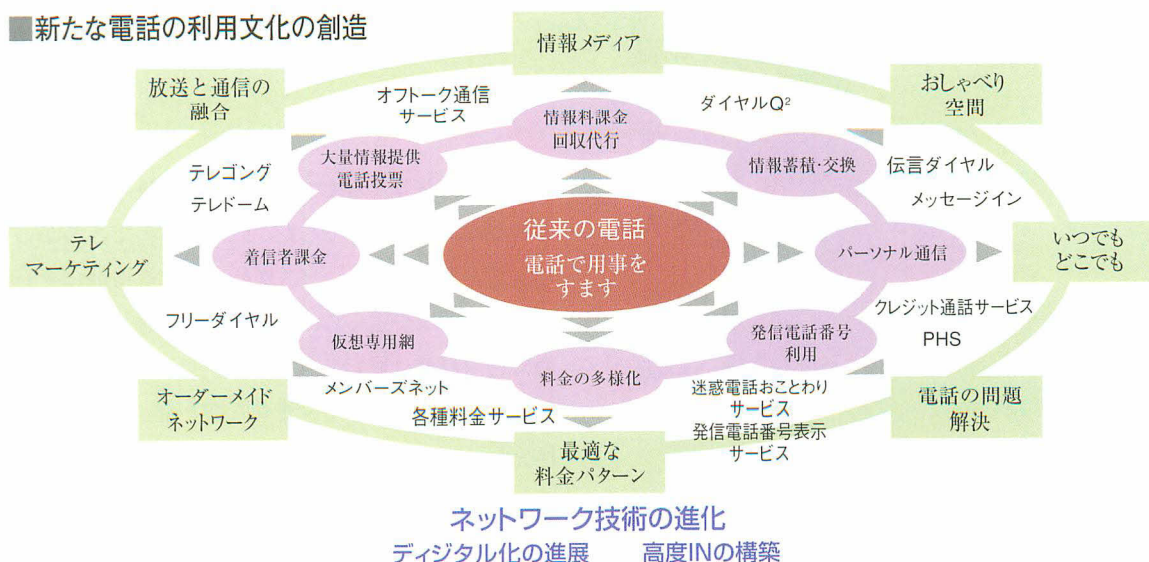 ■新たな電話の利用文化の創造
情報メディア
放送と通信の
融合
おしゃべり
空間
オフトーク通信
サービス
情報料課金
回収代行
ダイヤルQ²
大量情報提供
電話投票
情報蓄積・交換
伝言ダイヤル
メッセージイン
テレゴング
テレドーム
テレ
マーケティング
着信者課金
従来の電話
電話で用事を
すます
パーソナル通信
いつでも
どこでも
フリーダイヤル
仮想専用網
料金の多様化
発信電話番号
利用
クレジット通話サービス
PHS
オーダーメイド
ネットワーク
メンバーズネット
各種料金サービス
迷惑電話おことわり
サービス
発信電話番号表示
サービス
電話の問題
解決
最適な
料金パターン
ネットワーク技術の進化
ディジタル化の進展 高度INの構築